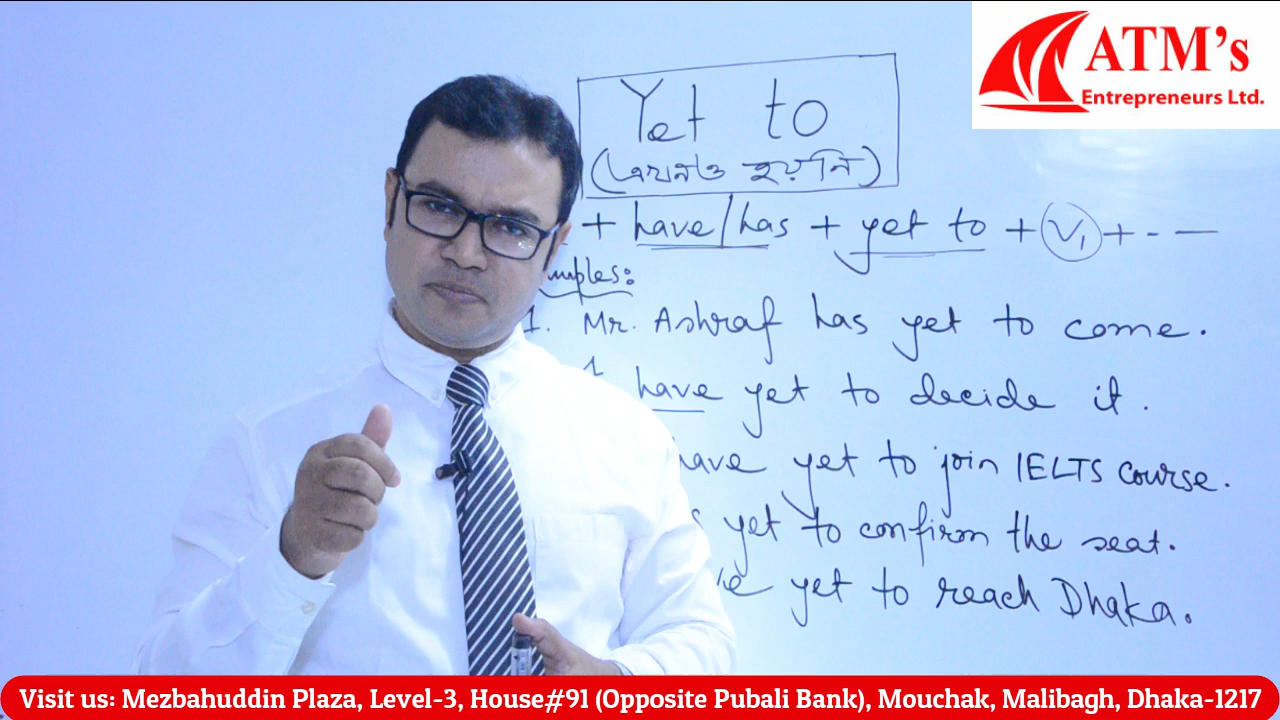 ATM's
Entrepreneurs Ltd.
Yet to
(এখনও হয়নি)
+ have/has + yet to + V₁ + - —
1. Mr. Ashraf has yet to come.
have yet to decide it.
have yet to join IELTS course.
yet to confirm the seat.
yet to reach Dhaka.
Visit us: Mezbahuddin Plaza, Level-3, House#91 (Opposite Pubali Bank), Mouchak, Malibagh, Dhaka-1217